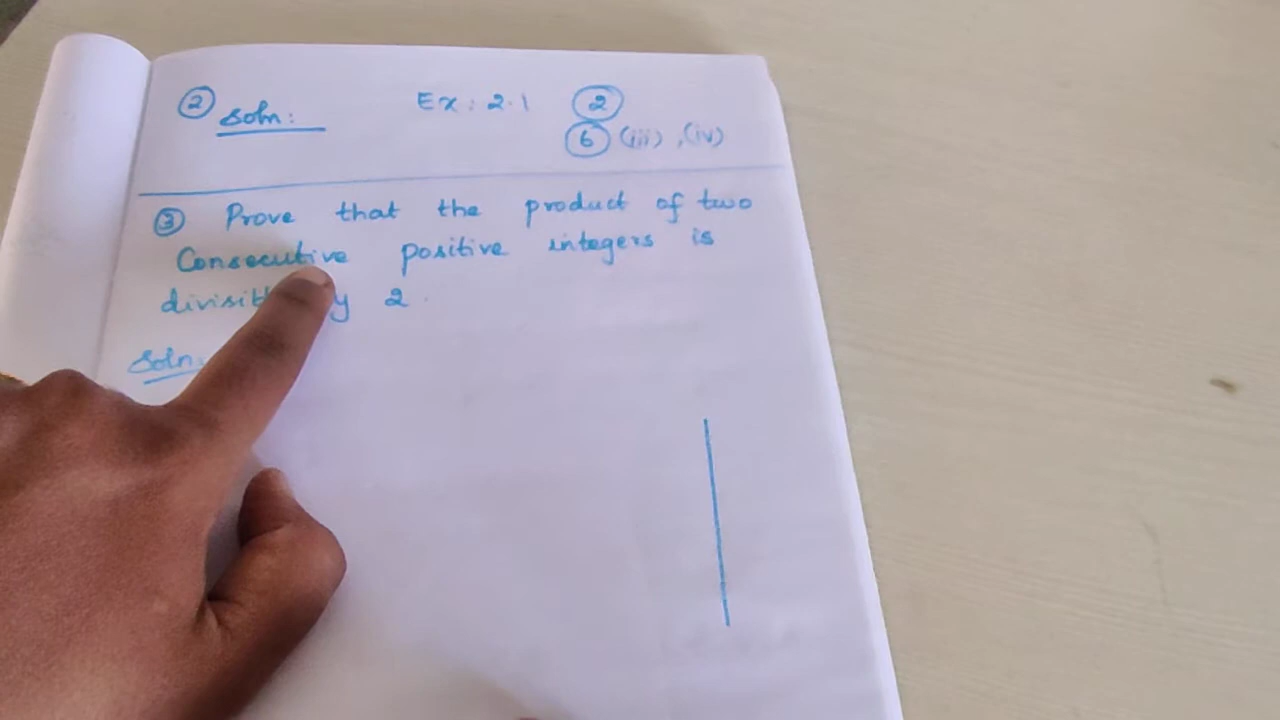 ② Soln: Ex: 2.1 ②
⑥ (iii), (iv)
③ Prove that the product of two
Consecutive positive integers is
2.
Soln: